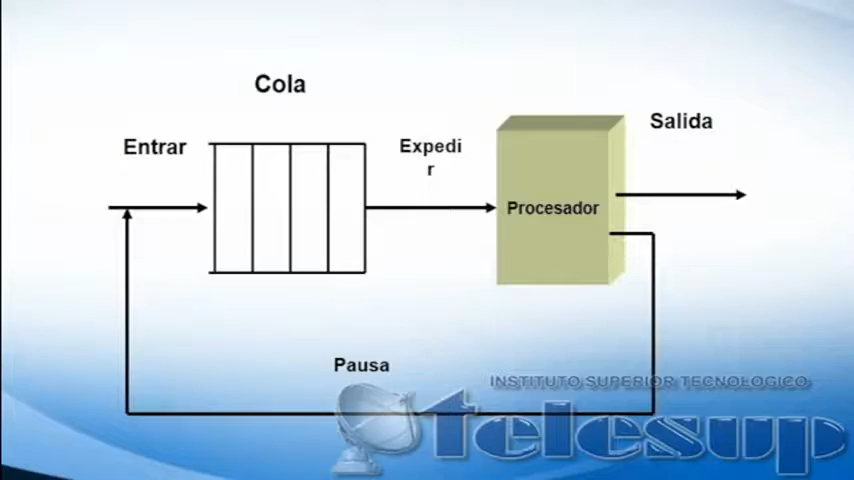 Cola
Entrar
Expedi
r
Salida
Procesador
Pausa
INSTITUTO SUPERIOR TECNOLOGICO
telesup